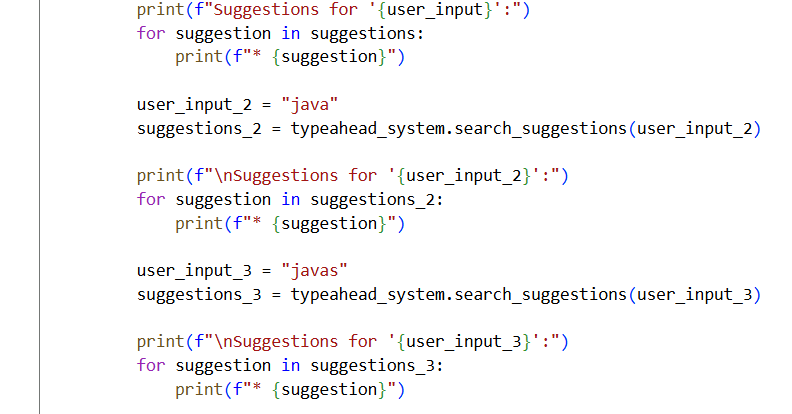 print(f"Suggestions for '{user_input}':")
for suggestion in suggestions:
    print(f"* {suggestion}")

user_input_2 = "java"
suggestions_2 = typeahead_system.search_suggestions(user_input_2)

print(f"\nSuggestions for '{user_input_2}':")
for suggestion in suggestions_2:
    print(f"* {suggestion}")

user_input_3 = "javas"
suggestions_3 = typeahead_system.search_suggestions(user_input_3)

print(f"\nSuggestions for '{user_input_3}':")
for suggestion in suggestions_3:
    print(f"* {suggestion}")